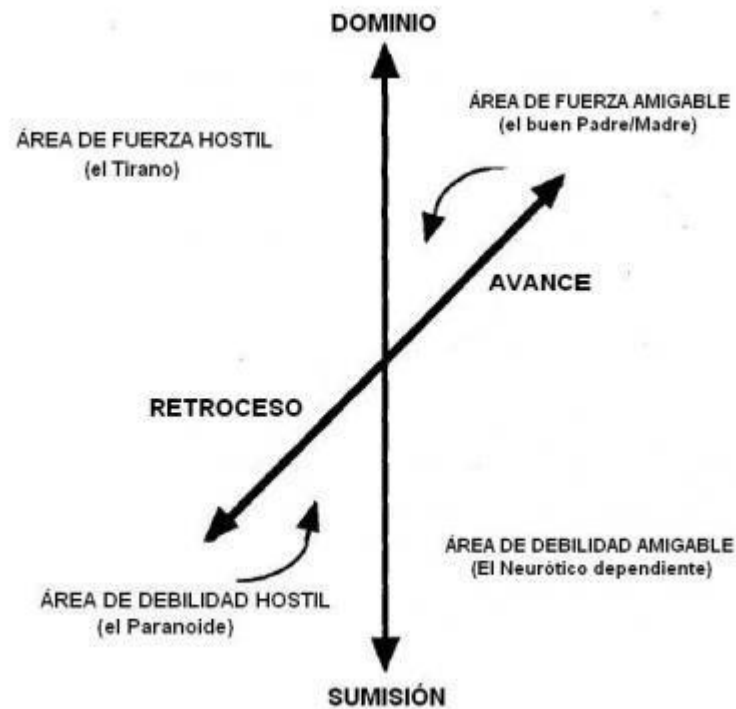 DOMINIO
ÁREA DE FUERZA AMIGABLE
(el buen Padre/Madre)
ÁREA DE FUERZA HOSTIL
(el Tirano)
AVANCE
RETROCESO
ÁREA DE DEBILIDAD AMIGABLE
(El Neurótico dependiente)
ÁREA DE DEBILIDAD HOSTIL
(el Paranoide)
SUMISIÓN